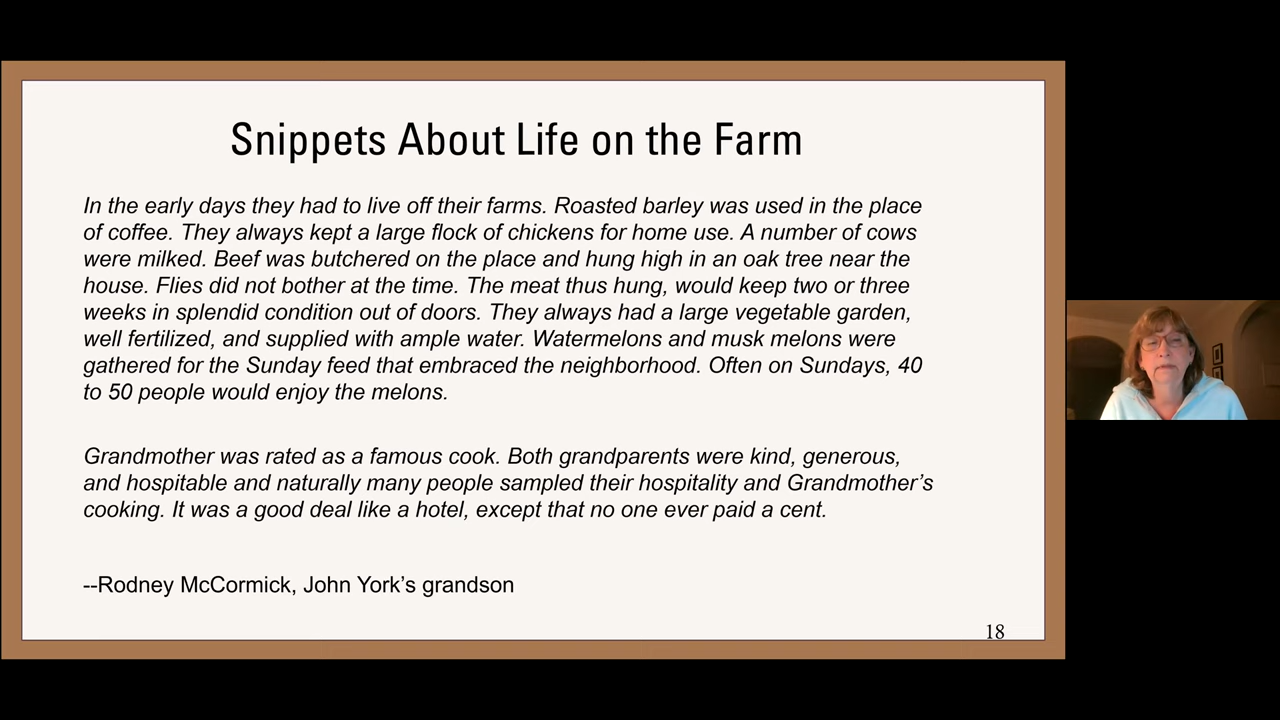 Snippets About Life on the Farm
In the early days they had to live off their farms. Roasted barley was used in the place
of coffee. They always kept a large flock of chickens for home use. A number of cows
were milked. Beef was butchered on the place and hung high in an oak tree near the
house. Flies did not bother at the time. The meat thus hung, would keep two or three
weeks in splendid condition out of doors. They always had a large vegetable garden,
well fertilized, and supplied with ample water. Watermelons and musk melons were
gathered for the Sunday feed that embraced the neighborhood. Often on Sundays, 40
to 50 people would enjoy the melons.
Grandmother was rated as a famous cook. Both grandparents were kind, generous,
and hospitable and naturally many people sampled their hospitality and Grandmother’s
cooking. It was a good deal like a hotel, except that no one ever paid a cent.
--Rodney McCormick, John York’s grandson
18